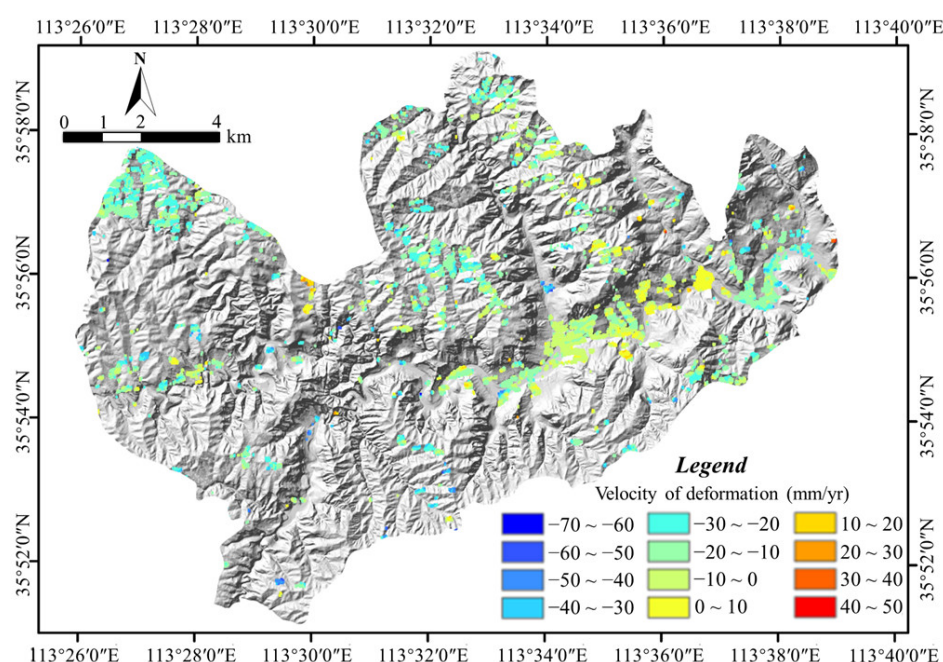 113°26′0″E 113°28′0″E 113°30′0″E 113°32′0″E 113°34′0″E 113°36′0″E 113°38′0″E 113°40′0″E
N
0 1 2 4
km
35°58′0″N 35°58′0″N
35°56′0″N 35°56′0″N
35°54′0″N 35°54′0″N
35°52′0″N 35°52′0″N
Legend
Velocity of deformation (mm/yr)
−70 ~ −60 −30 ~ −20 10 ~ 20
−60 ~ −50 −20 ~ −10 20 ~ 30
−50 ~ −40 −10 ~ 0 30 ~ 40
−40 ~ −30 0 ~ 10 40 ~ 50
113°26′0″E 113°28′0″E 113°30′0″E 113°32′0″E 113°34′0″E 113°36′0″E 113°38′0″E 113°40′0″E